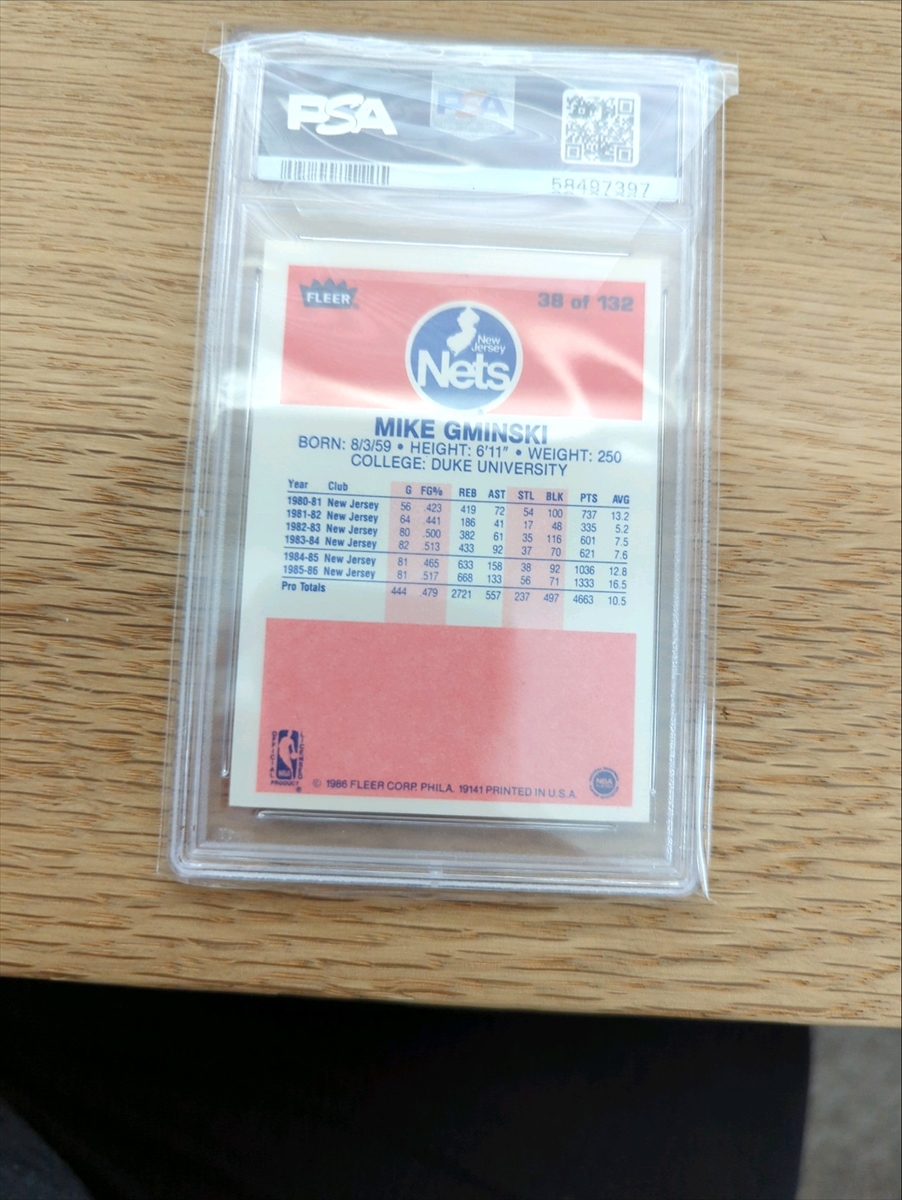 PSA
PSA
58497397
FLEER
38 of 132
New
Jersey
Nets
MIKE GMINSKI
BORN: 8/3/59 • HEIGHT: 6'11" • WEIGHT: 250
COLLEGE: DUKE UNIVERSITY
Year Club G FG% REB AST STL BLK PTS AVG
1980-81 New Jersey 56 .423 419 72 54 100 737 13.2
1981-82 New Jersey 64 .441 186 41 17 48 335 5.2
1982-83 New Jersey 80 .500 382 61 35 116 601 7.5
1983-84 New Jersey 82 .513 433 92 37 70 621 7.6
1984-85 New Jersey 81 .465 633 158 38 92 1036 12.8
1985-86 New Jersey 81 .517 668 133 56 71 1333 16.5
Pro Totals 444 .479 2721 557 237 497 4663 10.5
OFFICIAL LICENSED
NBA
PRODUCT
© 1986 FLEER CORP. PHILA. 19141 PRINTED IN U.S.A.
NBA